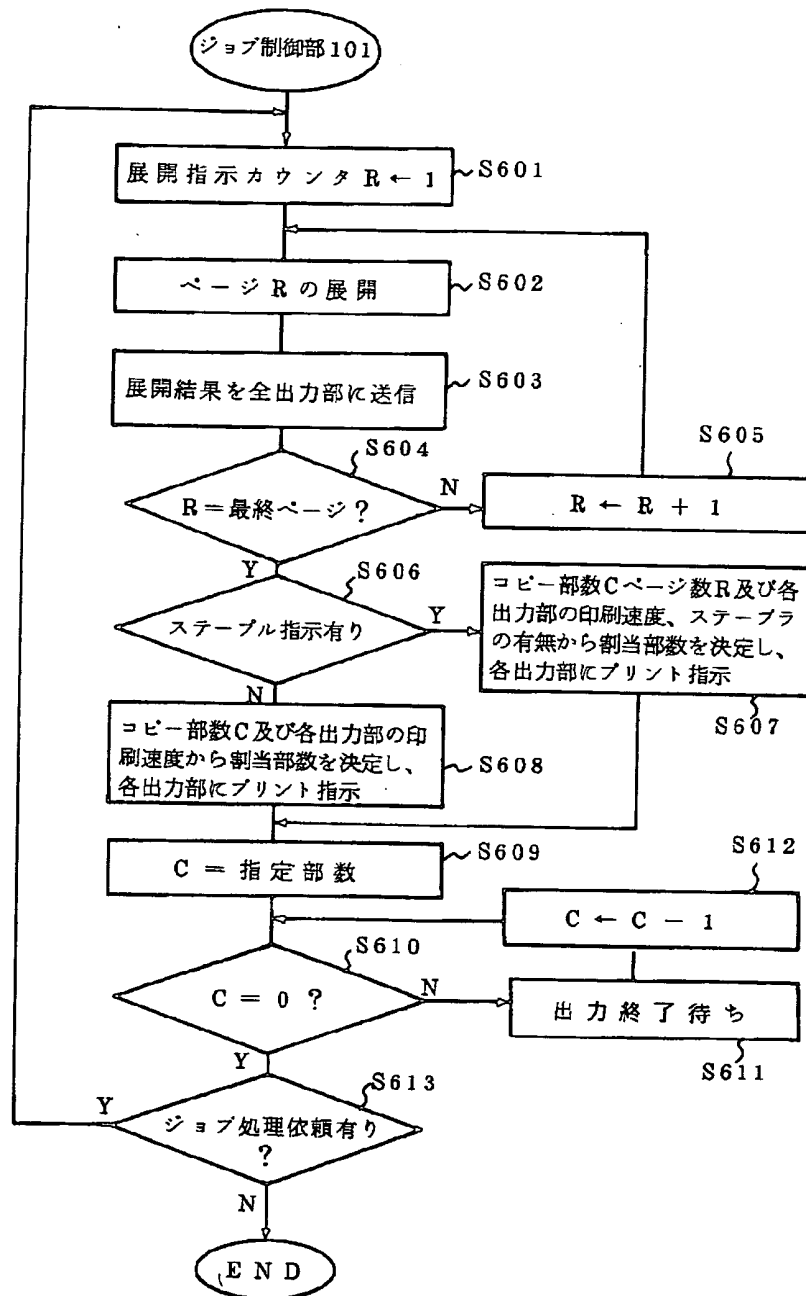 ジョブ制御部101
展開指示カウンタR←1
S601
ページRの展開
S602
展開結果を全出力部に送信
S603
S604
R=最終ページ?
N
Y
S605
R←R+1
S606
ステープル指示有り
Y
N
コピー部数Cページ数R及び各
出力部の印刷速度、ステープラ
の有無から割当部数を決定し、
各出力部にプリント指示
S607
コピー部数C及び各出力部の印
刷速度から割当部数を決定し、
各出力部にプリント指示
S608
C=指定部数
S609
S612
C←C-1
S610
C=0?
N
Y
出力終了待ち
S611
S613
Y
ジョブ処理依頼有り
?
N
END